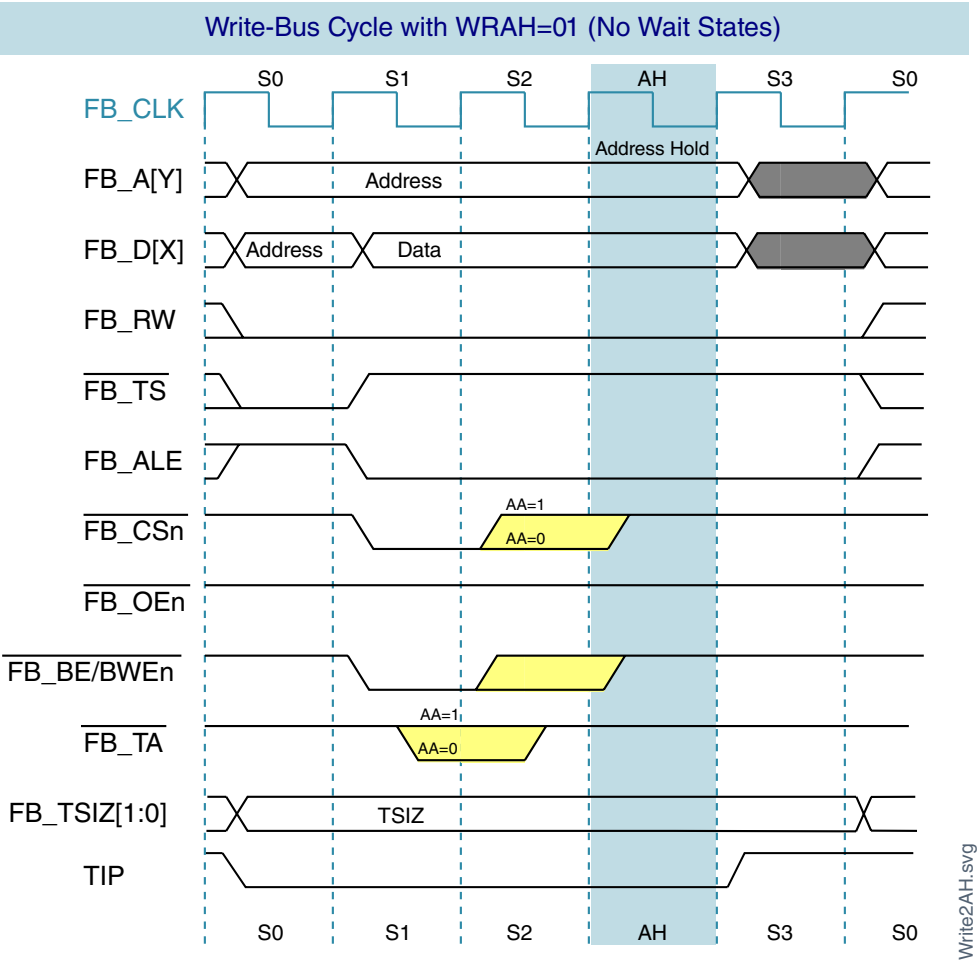 Write-Bus Cycle with WRAH=01 (No Wait States)
S0 S1 S2 AH S3 S0
FB_CLK
Address Hold
FB_A[Y] Address
FB_D[X] Address Data
FB_RW
FB_TS
FB_ALE
AA=1
FB_CSn AA=0
FB_OEn
FB_BE/BWEn
AA=1
FB_TA AA=0
FB_TSIZ[1:0] TSIZ
TIP
S0 S1 S2 AH S3 S0
Write2AH.svg